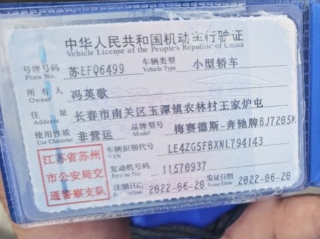 中华人民共和国机动车行驶证
Vehicle License of the People's Republic of China
号牌号码 苏EFQ6499 车辆类型 小型轿车
Plate No. Vehicle Type
所有人 冯英歌
Owner
住址 长春市南关区玉潭镇农林村王家炉屯
Address
使用性质 非营运 品牌型号 梅赛德斯-奔驰牌BJ7205K
Use Character Model
江苏省苏州
市公安局交
通警察支队
车辆识别代号 LE4ZG5FBXNL794143
VIN
发动机号码 11570937
Engine No.
注册日期 2022-06-20 发证日期 2022-06-20